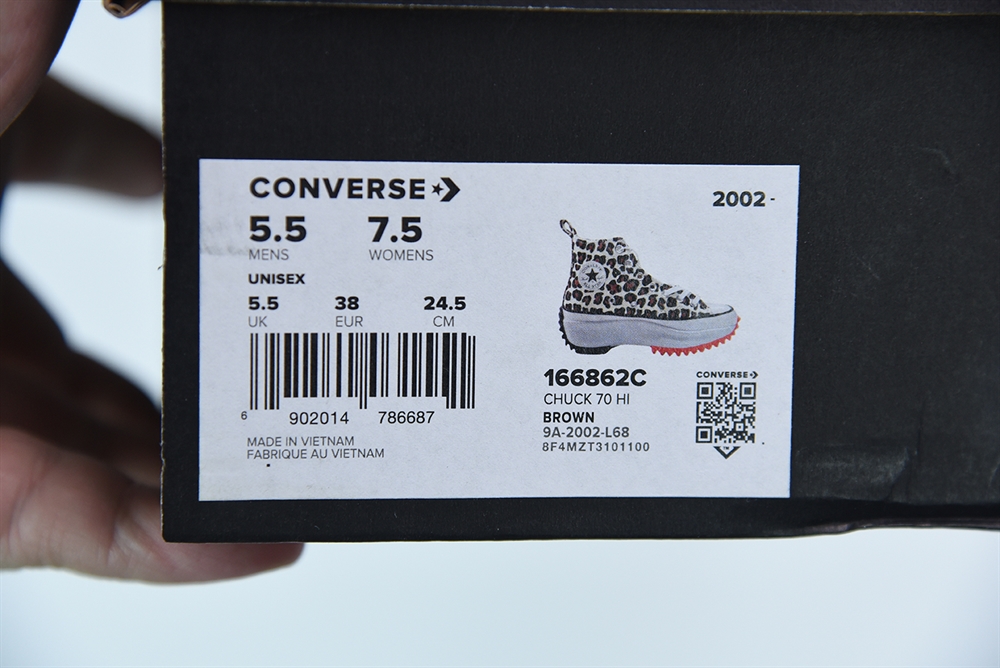 CONVERSE
2002 -
5.5 7.5
MENS WOMENS
UNISEX
5.5 38 24.5
UK EUR CM
6 902014 786687
MADE IN VIETNAM
FABRIQUE AU VIETNAM
166862C
CHUCK 70 HI
BROWN
9A-2002-L68
8F4MZT3101100
CONVERSE